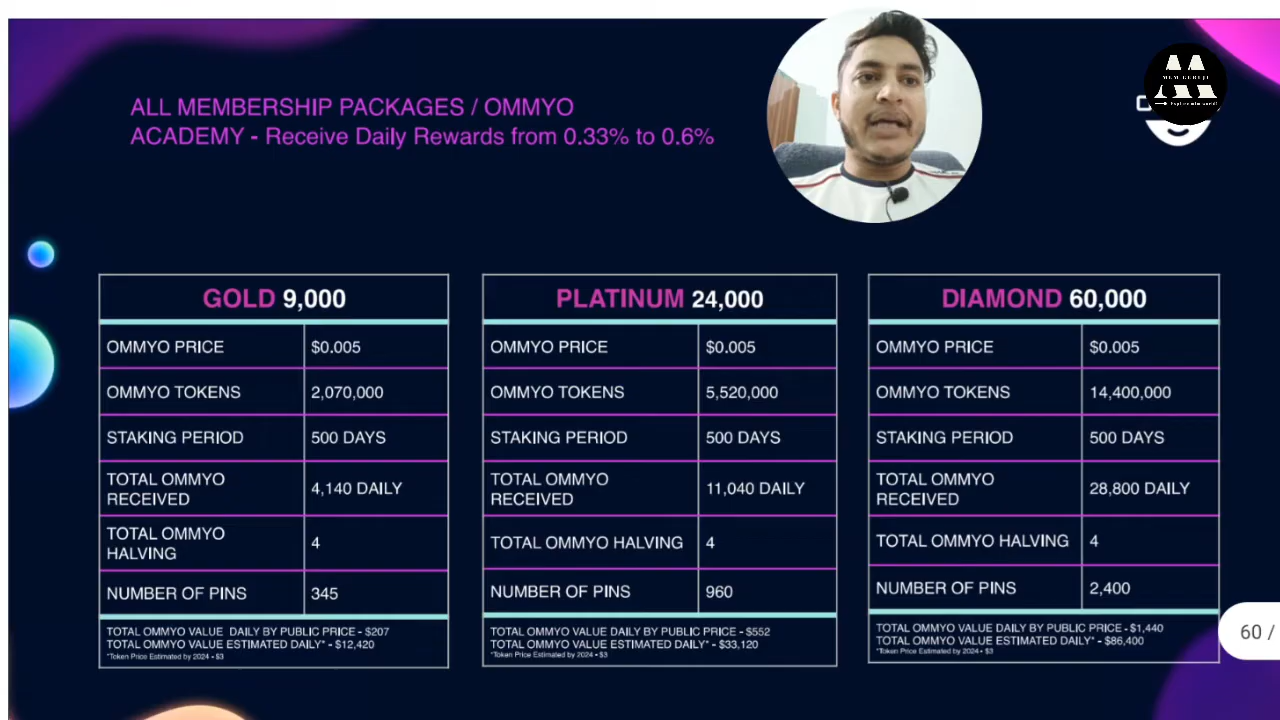 ALL MEMBERSHIP PACKAGES / OMMYO
ACADEMY - Receive Daily Rewards from 0.33% to 0.6%
MEM GURUJI
Explore the world!
GOLD 9,000
OMMYO PRICE $0.005
OMMYO TOKENS 2,070,000
STAKING PERIOD 500 DAYS
TOTAL OMMYO
RECEIVED 4,140 DAILY
TOTAL OMMYO
HALVING 4
NUMBER OF PINS 345
TOTAL OMMYO VALUE DAILY BY PUBLIC PRICE - $207
TOTAL OMMYO VALUE ESTIMATED DAILY* - $12,420
*Token Price Estimated by 2024 - $3
PLATINUM 24,000
OMMYO PRICE $0.005
OMMYO TOKENS 5,520,000
STAKING PERIOD 500 DAYS
TOTAL OMMYO
RECEIVED 11,040 DAILY
TOTAL OMMYO HALVING 4
NUMBER OF PINS 960
TOTAL OMMYO VALUE DAILY BY PUBLIC PRICE - $552
TOTAL OMMYO VALUE ESTIMATED DAILY* - $33,120
*Token Price Estimated by 2024 - $3
DIAMOND 60,000
OMMYO PRICE $0.005
OMMYO TOKENS 14,400,000
STAKING PERIOD 500 DAYS
TOTAL OMMYO
RECEIVED 28,800 DAILY
TOTAL OMMYO HALVING 4
NUMBER OF PINS 2,400
TOTAL OMMYO VALUE DAILY BY PUBLIC PRICE - $1,440
TOTAL OMMYO VALUE ESTIMATED DAILY* - $86,400
*Token Price Estimated by 2024 - $3
60 /